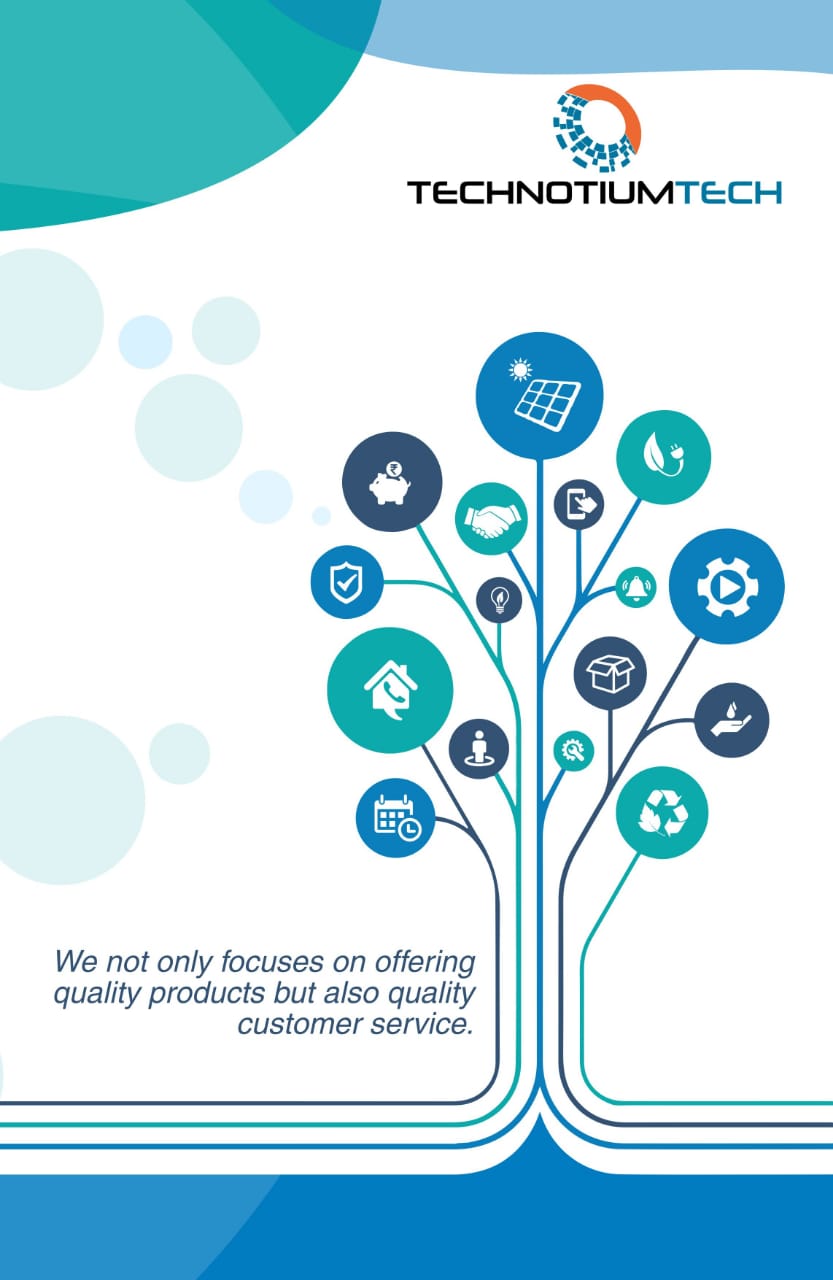 TECHNOTIUMTECH
₹
We not only focuses on offering
quality products but also quality
customer service.